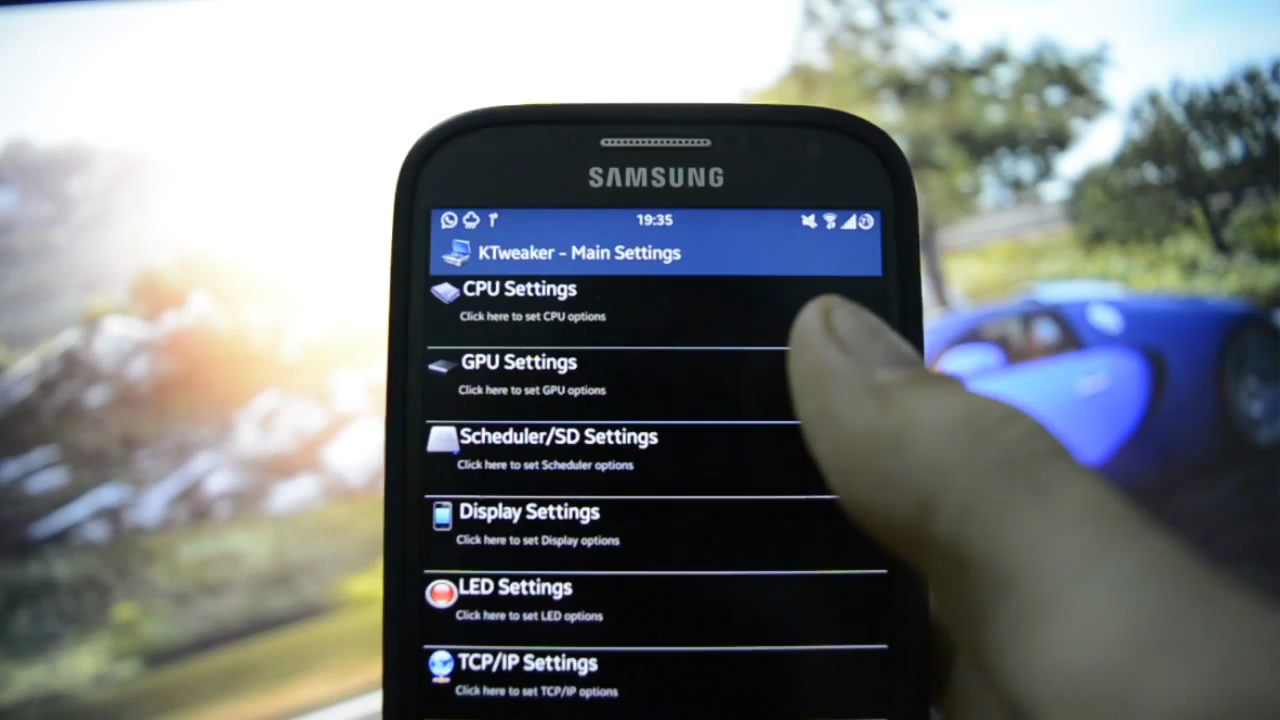 SAMSUNG
19:35
KTweaker - Main Settings
CPU Settings
Click here to set CPU options
GPU Settings
Click here to set GPU options
Scheduler/SD Settings
Click here to set Scheduler options
Display Settings
Click here to set Display options
LED Settings
Click here to set LED options
TCP/IP Settings
Click here to set TCP/IP options